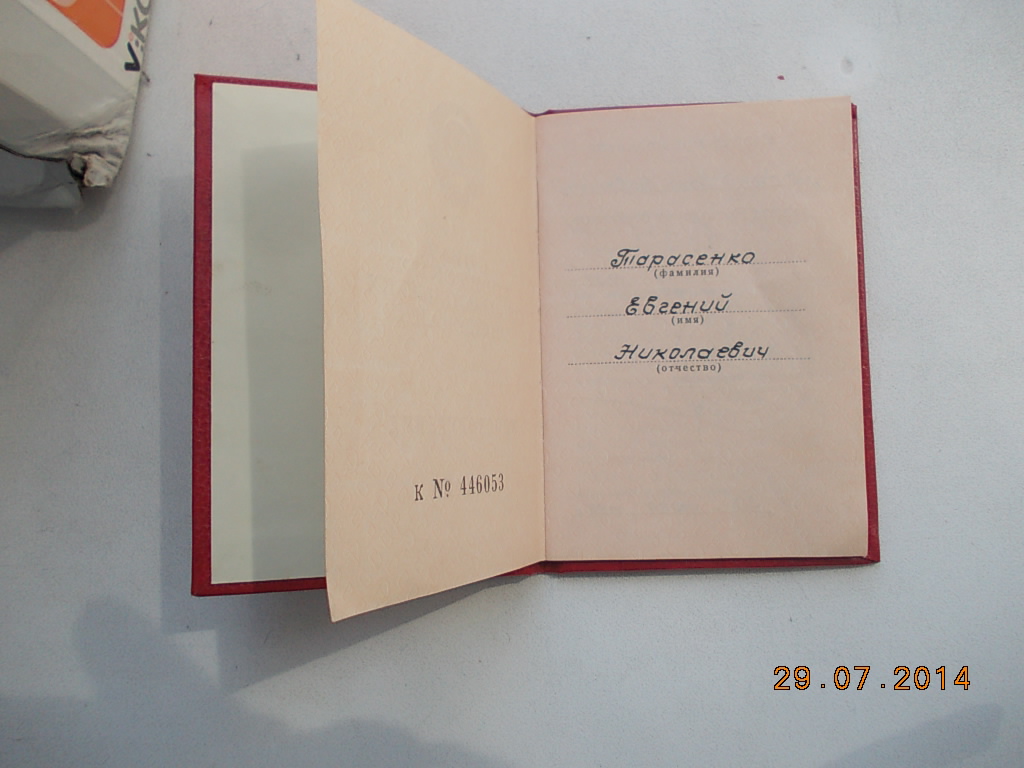 К № 446053
Тарасенко
(фамилия)
Евгений
(имя)
Николаевич
(отчество)
29.07.2014